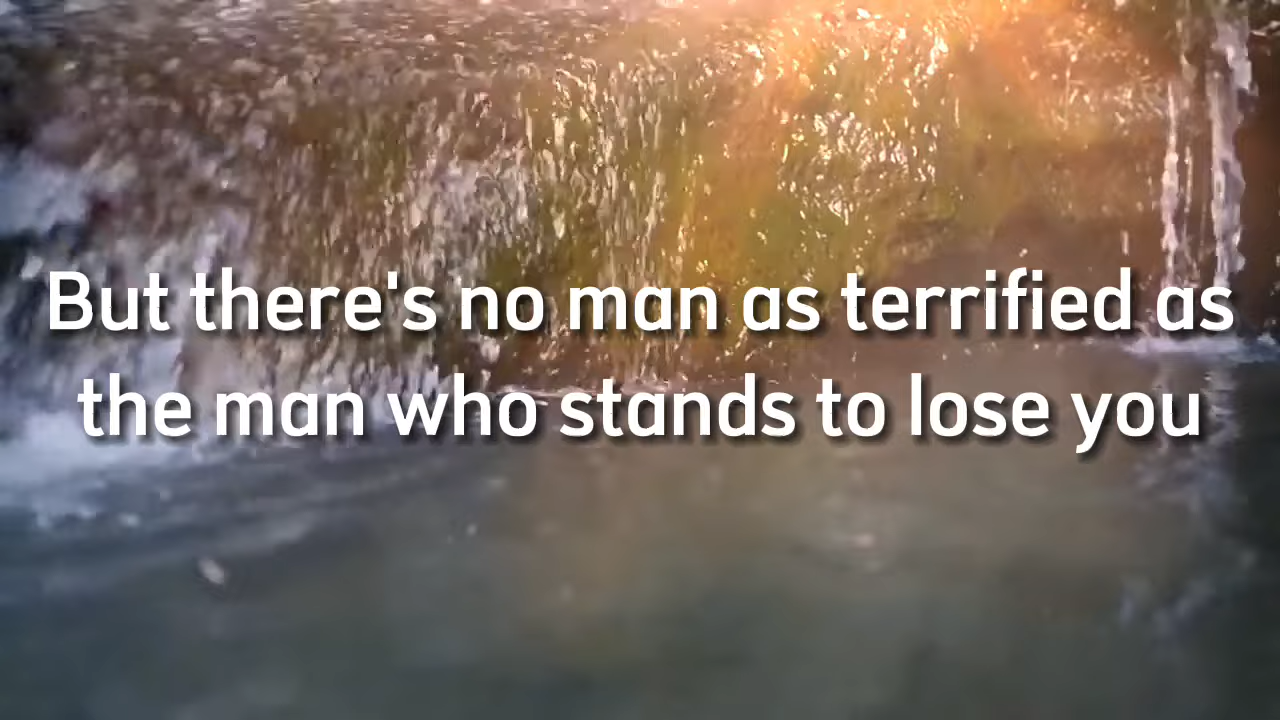 But there's no man as terrified as
the man who stands to lose you